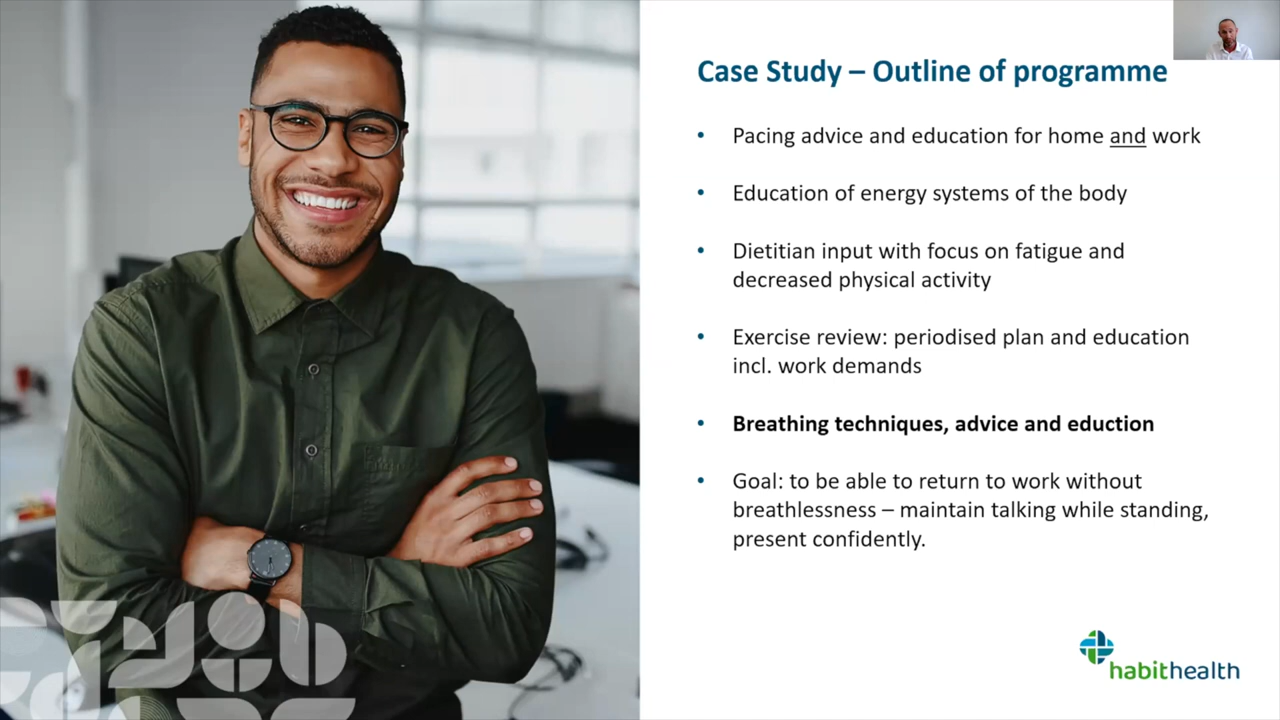 Case Study – Outline of programme
• Pacing advice and education for home and work
• Education of energy systems of the body
• Dietitian input with focus on fatigue and
decreased physical activity
• Exercise review: periodised plan and education
incl. work demands
• Breathing techniques, advice and eduction
• Goal: to be able to return to work without
breathlessness – maintain talking while standing,
present confidently.
habithealth